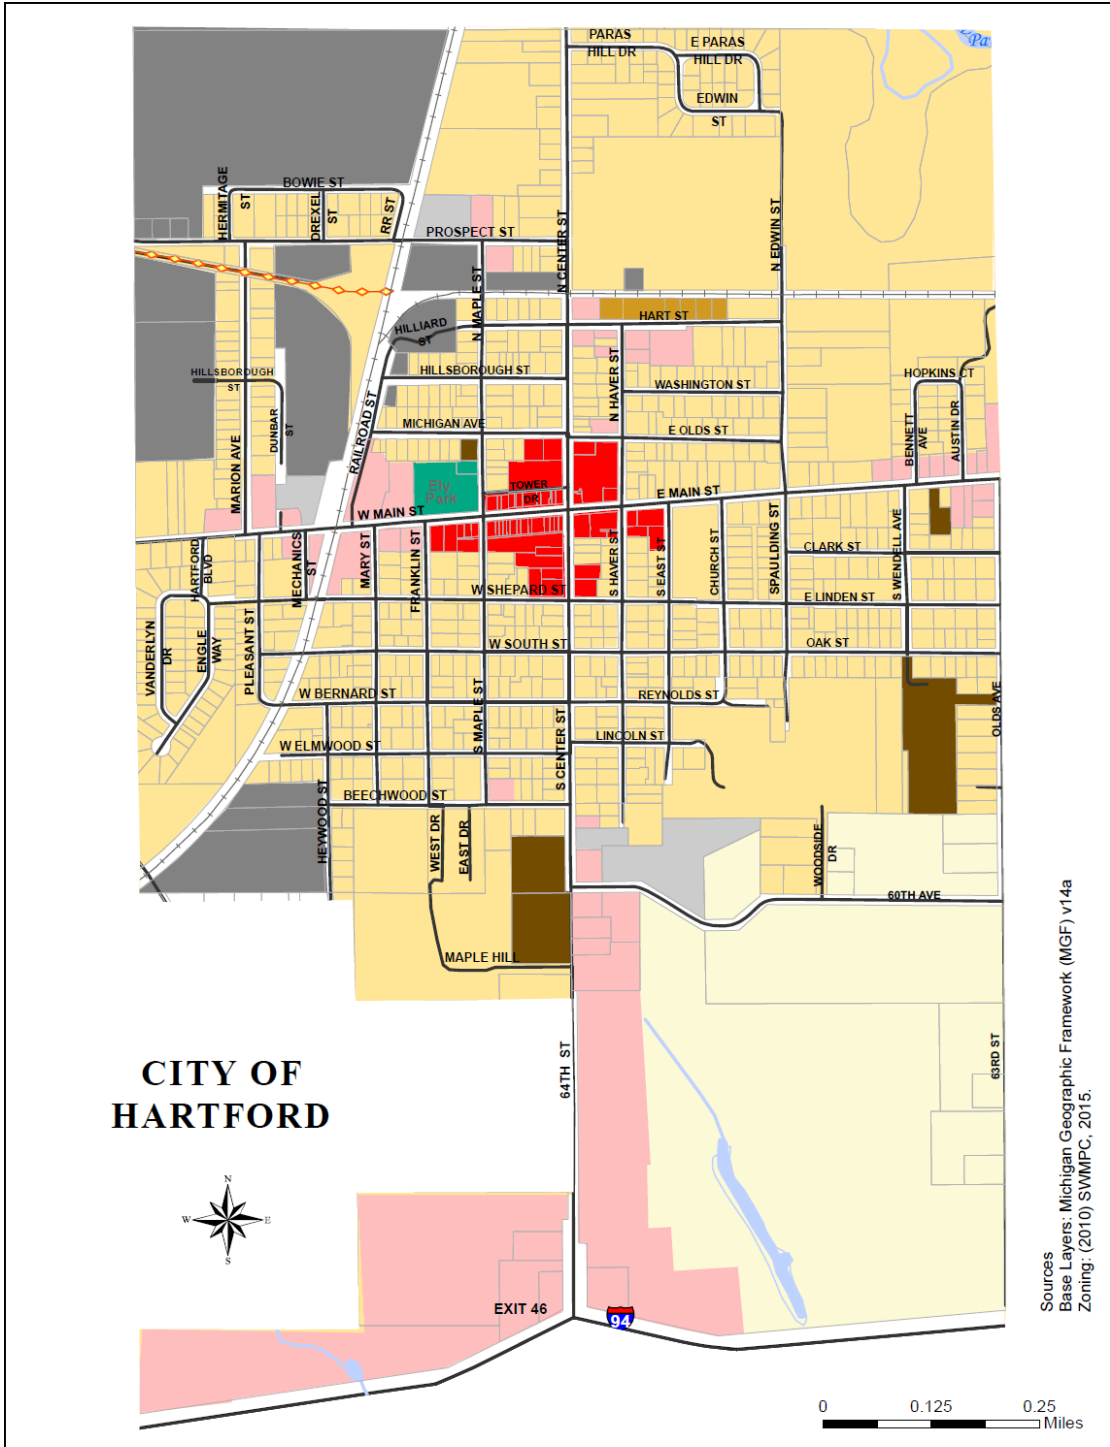 PARAS
HILL DR
E PARAS
HILL DR
EDWIN
ST
Pa
HERMITAGE
ST
BOWIE ST
DREXEL
ST
RR ST
PROSPECT ST
N CENTER ST
N EDWIN ST
N MAPLE ST
HILLIARD
ST
HART ST
HILLSBOROUGH
ST
HILLSBOROUGH ST
N HAVER ST
WASHINGTON ST
HOPKINS CT
DUNBAR
ST
MARION AVE
RAILROAD ST
MICHIGAN AVE
E OLDS ST
BENNETT
AVE
AUSTIN DR
Ely
Park
TOWER
DR
E MAIN ST
W MAIN ST
HARTFORD
BLVD
MECHANICS
ST
MARY ST
FRANKLIN ST
S HAVER ST
S EAST ST
CHURCH ST
SPAULDING ST
CLARK ST
S WENDELL AVE
W SHEPARD ST
E LINDEN ST
VANDERLYN
DR
ENGLE
WAY
PLEASANT ST
W SOUTH ST
OAK ST
W BERNARD ST
S MAPLE ST
REYNOLDS ST
OLDS AVE
W ELMWOOD ST
S CENTER ST
LINCOLN ST
HEYWOOD ST
BEECHWOOD ST
WEST DR
EAST DR
WOODSIDE
DR
60TH AVE
MAPLE HILL
64TH ST
63RD ST
CITY OF
HARTFORD
N
W
E
S
EXIT 46
94
Sources
Base Layers: Michigan Geographic Framework (MGF) v14a
Zoning: (2010) SWMPC, 2015.
0 0.125 0.25
Miles